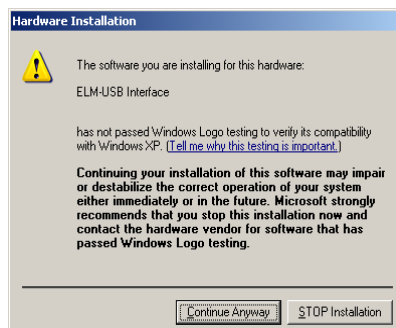 Hardware Installation
The software you are installing for this hardware:
ELM-USB Interface
has not passed Windows Logo testing to verify its compatibility
with Windows XP. (Tell me why this testing is important.)
Continuing your installation of this software may impair
or destabilize the correct operation of your system
either immediately or in the future. Microsoft strongly
recommends that you stop this installation now and
contact the hardware vendor for software that has
passed Windows Logo testing.
Continue Anyway STOP Installation